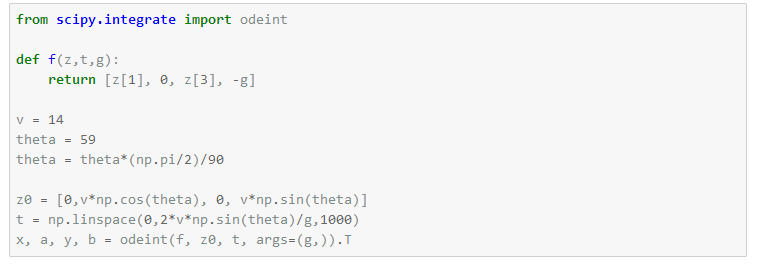 from scipy.integrate import odeint
def f(z,t,g):
    return [z[1], 0, z[3], -g]
v = 14
theta = 59
theta = theta*(np.pi/2)/90
z0 = [0,v*np.cos(theta), 0, v*np.sin(theta)]
t = np.linspace(0,2*v*np.sin(theta)/g,1000)
x, a, y, b = odeint(f, z0, t, args=(g,)).T